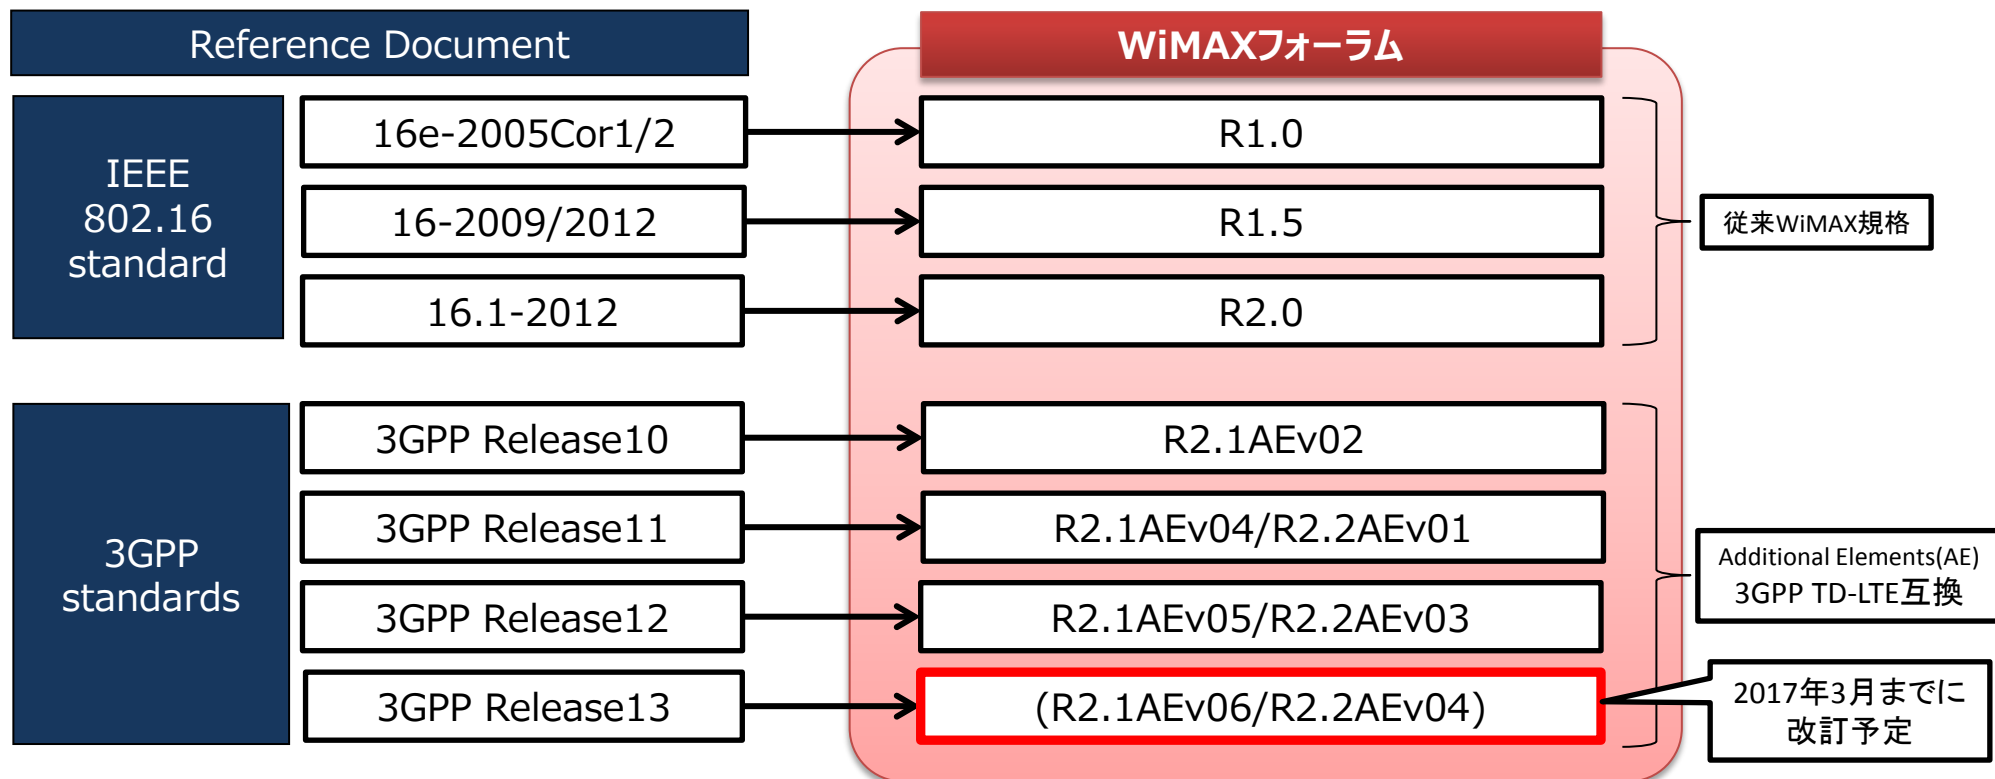 Reference Document
WiMAXフォーラム
IEEE
802.16
standard
16e-2005Cor1/2
R1.0
16-2009/2012
R1.5
16.1-2012
R2.0
従来WiMAX規格
3GPP
standards
3GPP Release10
R2.1AEv02
3GPP Release11
R2.1AEv04/R2.2AEv01
3GPP Release12
R2.1AEv05/R2.2AEv03
3GPP Release13
(R2.1AEv06/R2.2AEv04)
Additional Elements(AE)
3GPP TD-LTE互換
2017年3月までに
改訂予定